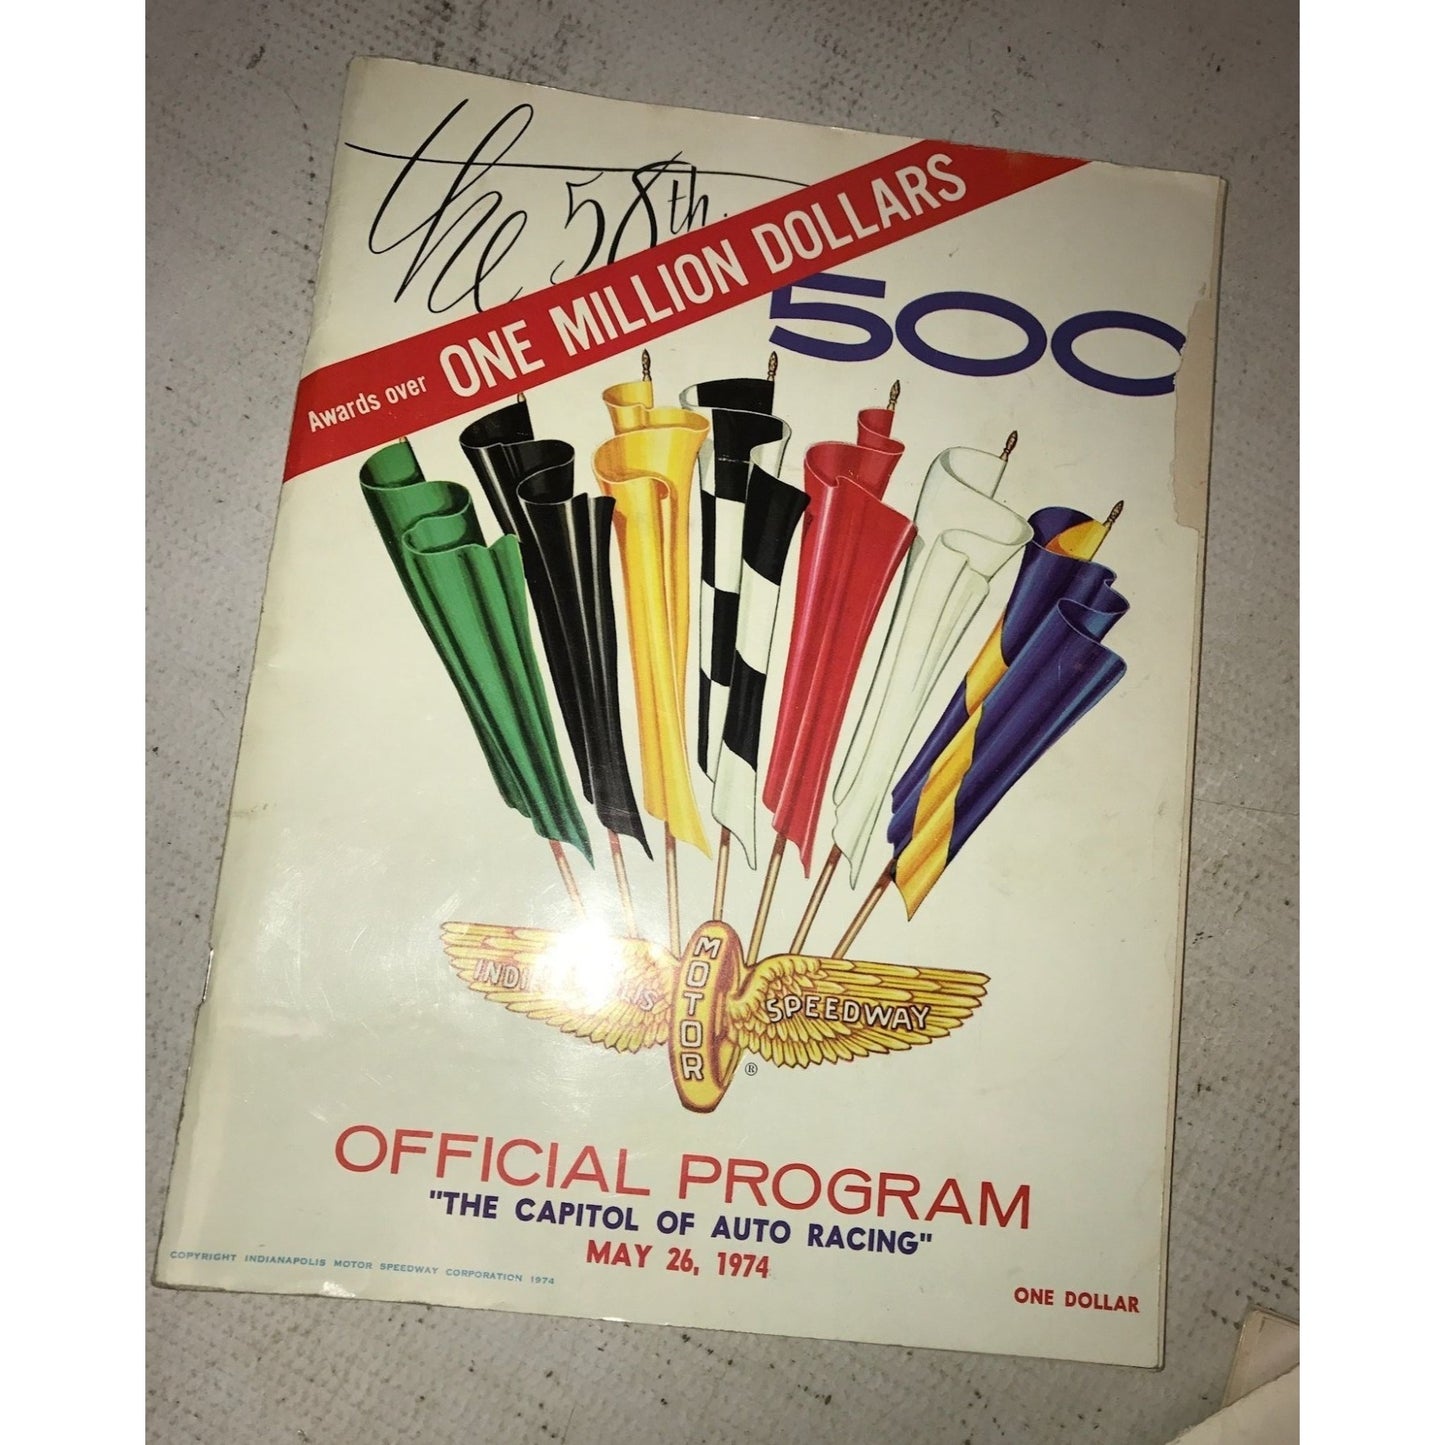 the 58th.
Awards over ONE MILLION DOLLARS
500
INDIANAPOLIS MOTOR SPEEDWAY
®
OFFICIAL PROGRAM
"THE CAPITOL OF AUTO RACING"
MAY 26, 1974
COPYRIGHT INDIANAPOLIS MOTOR SPEEDWAY CORPORATION 1974
ONE DOLLAR